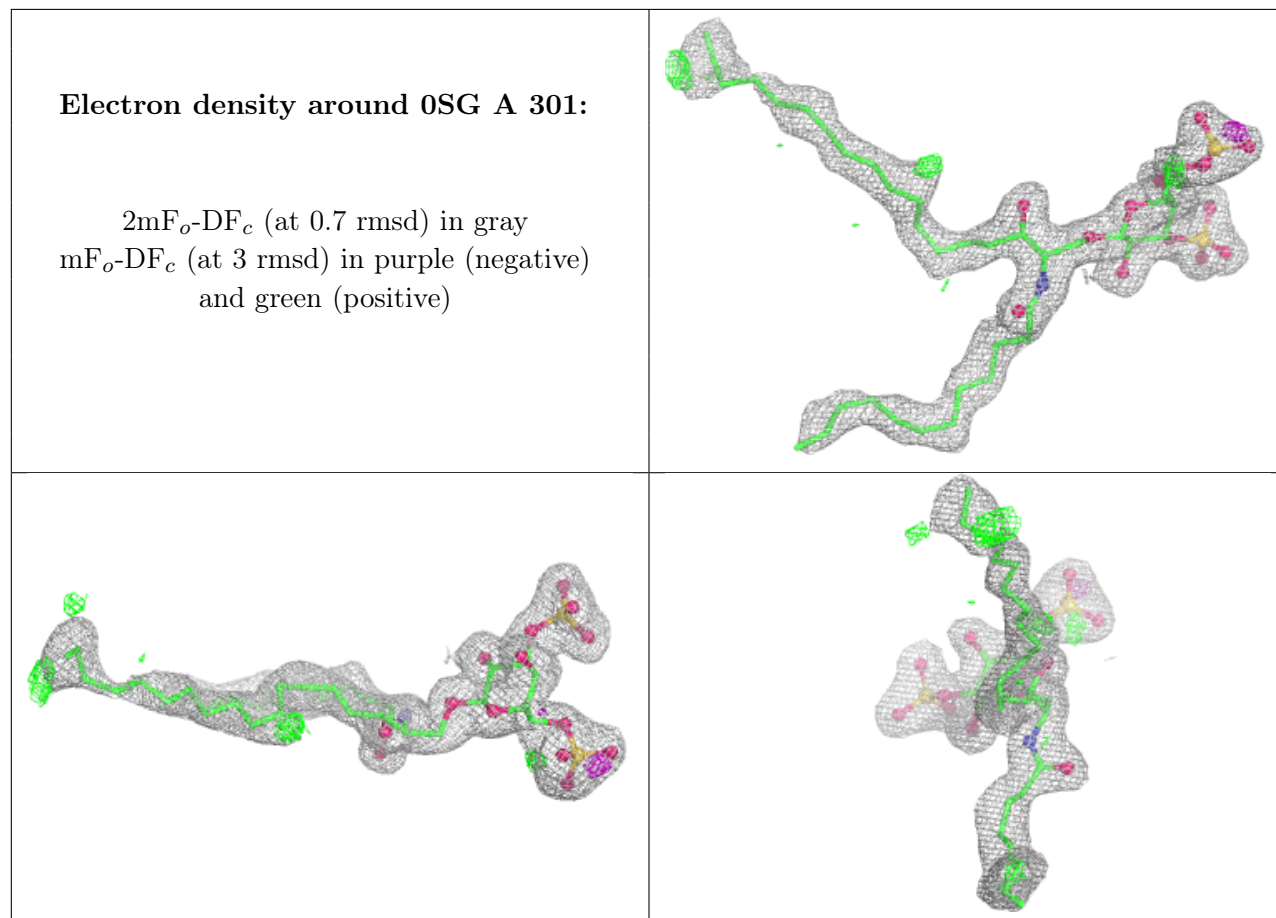 Electron density around 0SG A 301:
2mFo-DFc (at 0.7 rmsd) in gray
mFo-DFc (at 3 rmsd) in purple (negative)
and green (positive)